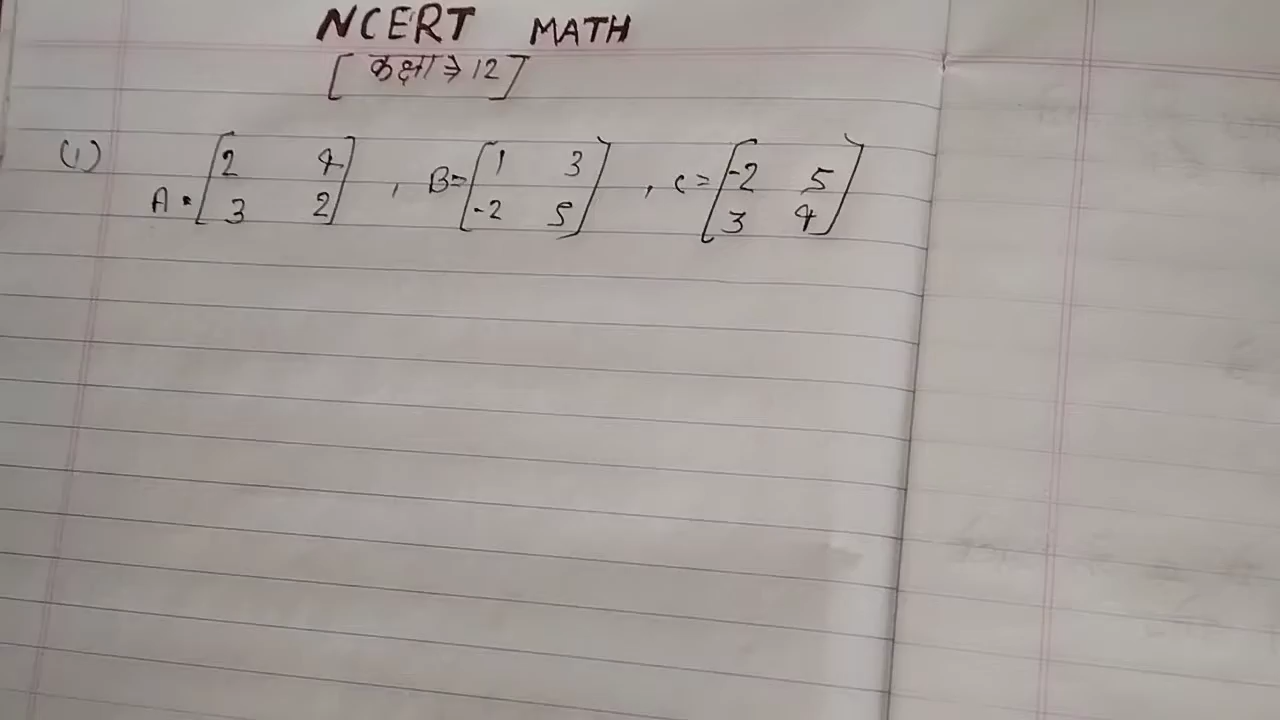 NCERT MATH
[कक्षा → 12]
(1) A = [2 4
3 2] , B = [1 3
-2 5] , C = [-2 5
3 4]